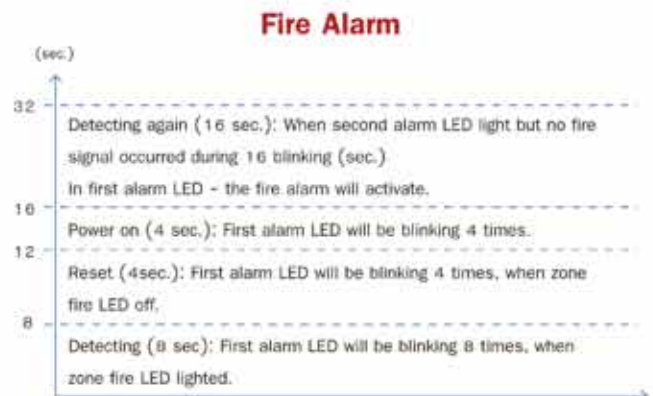 Fire Alarm
(sec.)
32
Detecting again (16 sec.): When second alarm LED light but no fire
signal occurred during 16 blinking (sec.)
In first alarm LED - the fire alarm will activate.
16
Power on (4 sec.): First alarm LED will be blinking 4 times.
12
Reset (4sec.): First alarm LED will be blinking 4 times, when zone
fire LED off.
8
Detecting (8 sec): First alarm LED will be blinking 8 times, when
zone fire LED lighted.